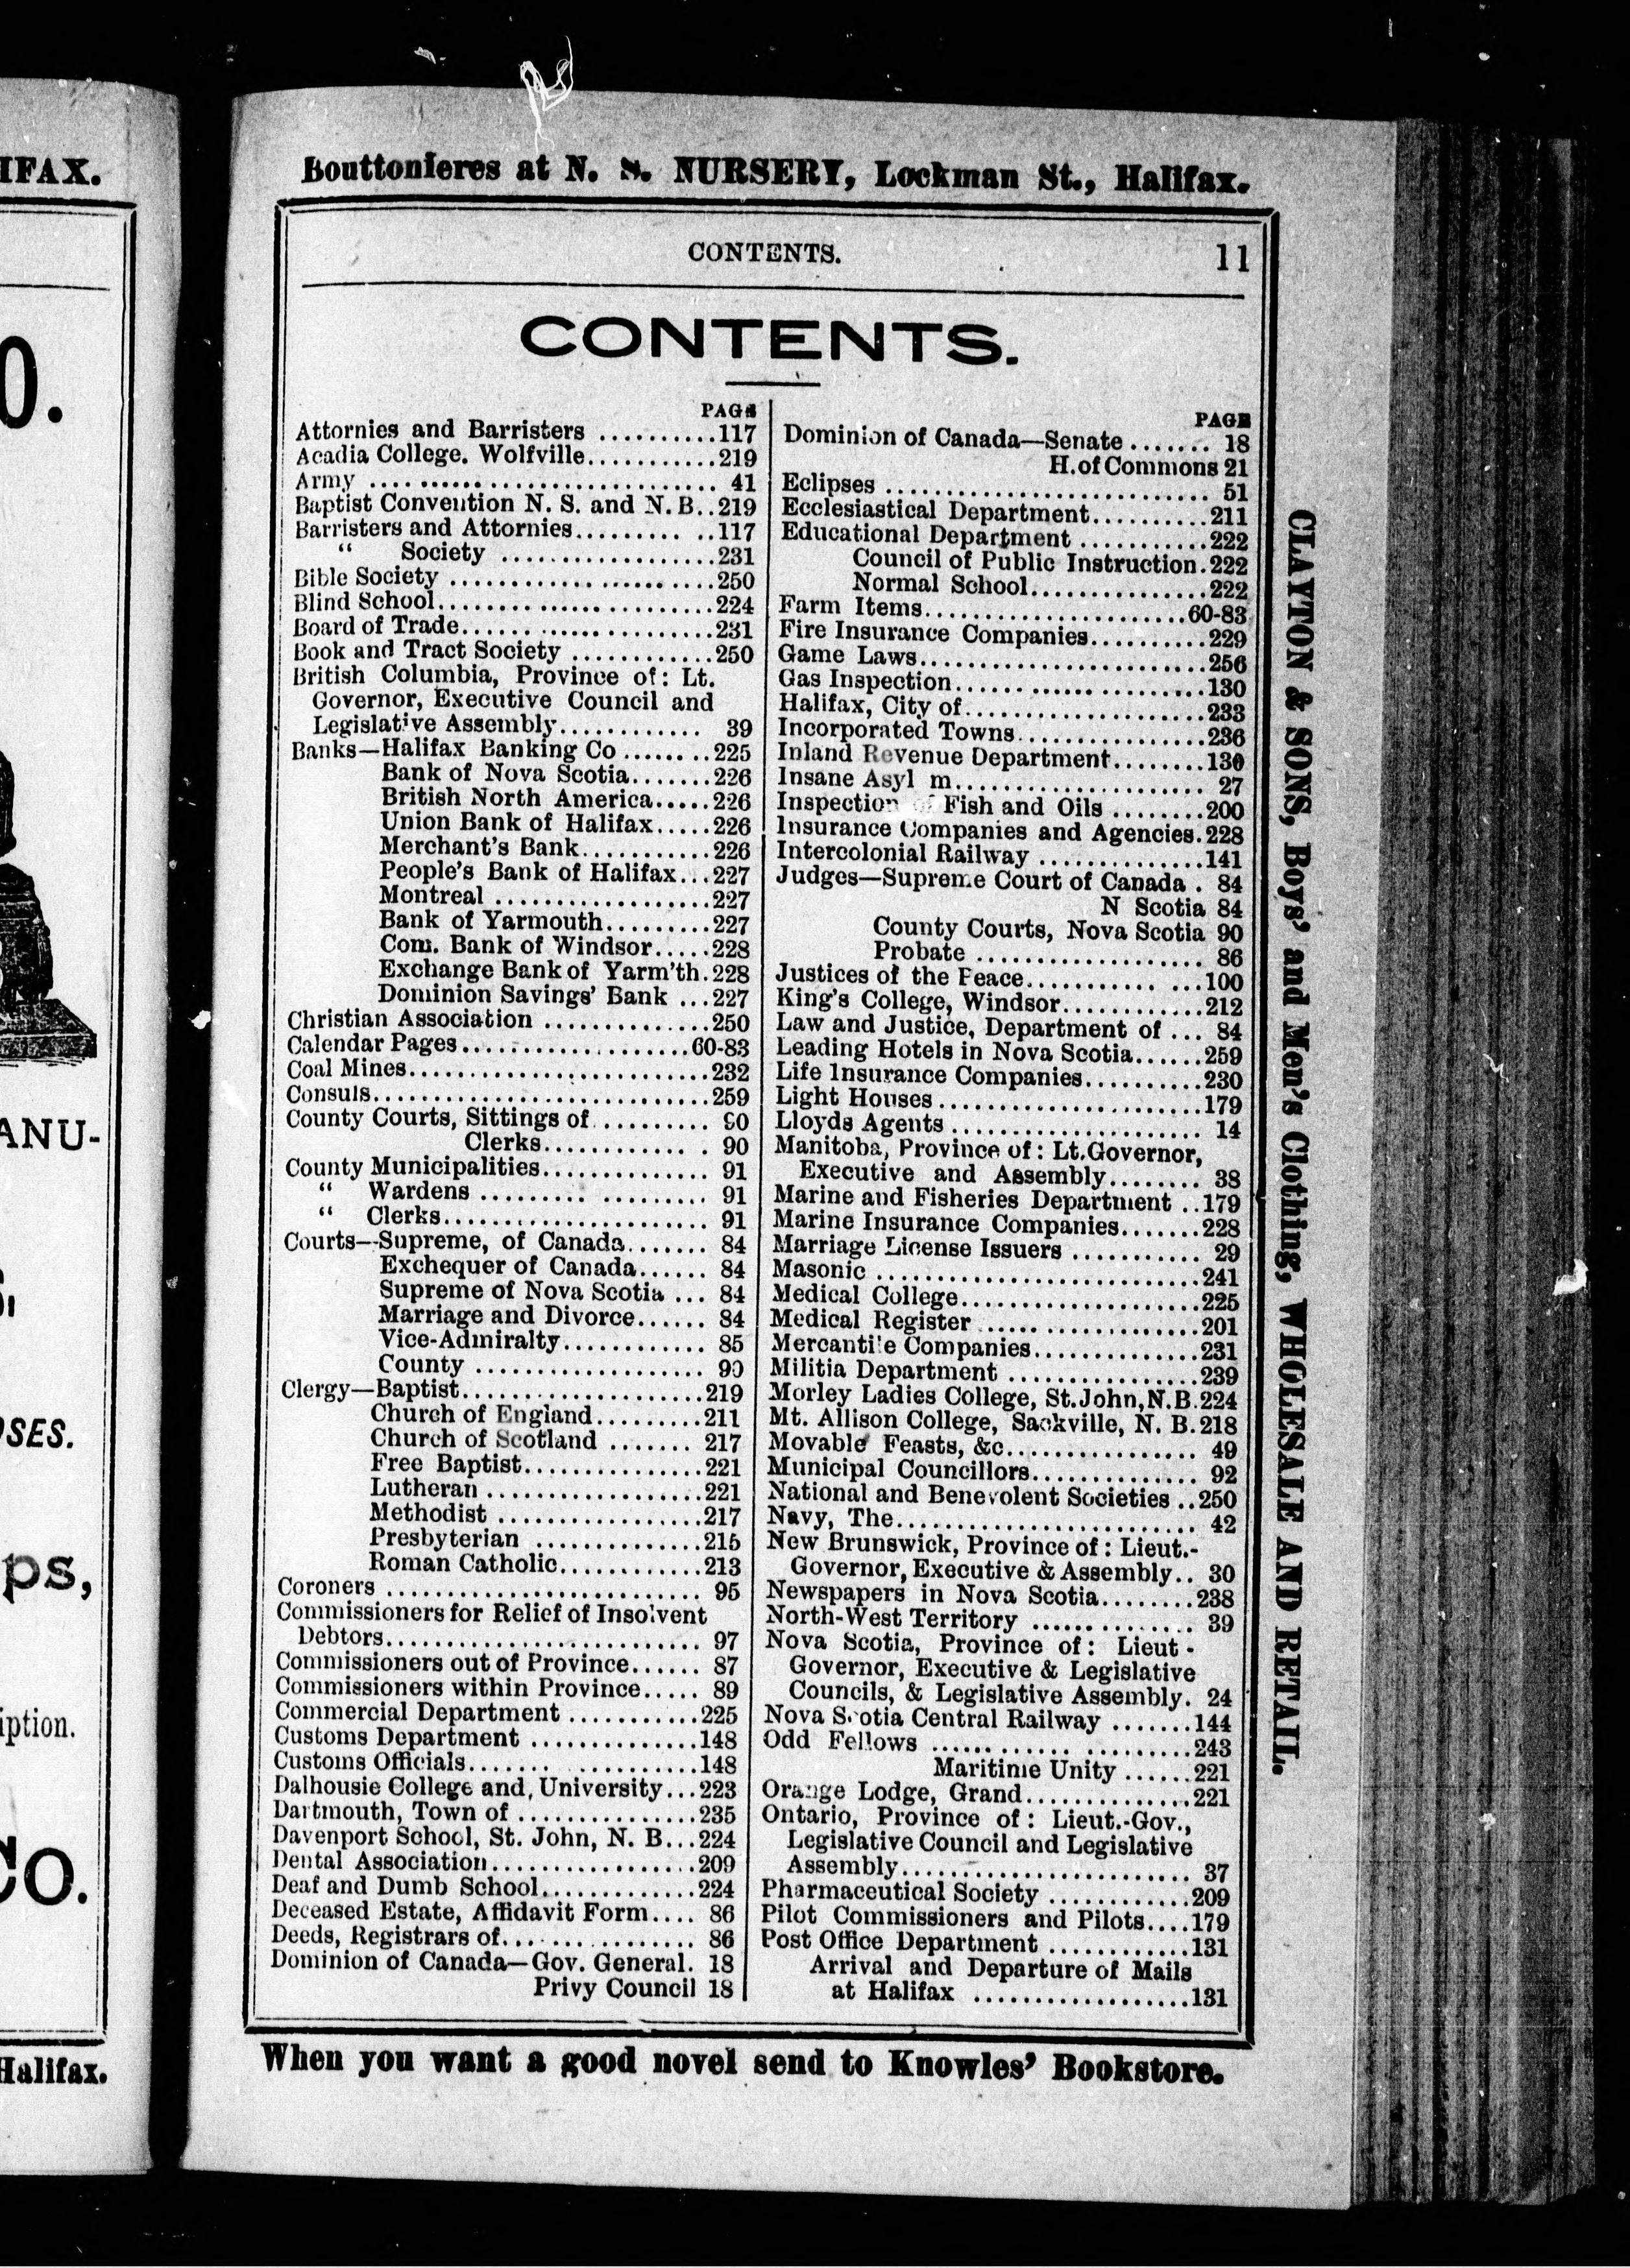 IFAX.
O.
ANU-
OSES.
ps,
iption.
Co.
Halifax.
Bouttonieres at N. S. NURSERY, Lockman St., Halifax.
CONTENTS. 11
CONTENTS.
PAGE
Attornies and Barristers ..........117
Acadia College. Wolfville............219
Army .................................. 41
Baptist Convention N. S. and N. B..219
Barristers and Attornies......... ..117
“ Society .....................231
Bible Society ..........................250
Blind School...........................224
Board of Trade.........................231
Book and Tract Society .............250
British Columbia, Province of: Lt.
Governor, Executive Council and
Legislative Assembly............. 39
Banks—Halifax Banking Co ........225
Bank of Nova Scotia.......226
British North America.....226
Union Bank of Halifax.....226
Merchant's Bank............226
People's Bank of Halifax...227
Montreal ....................227
Bank of Yarmouth..........227
Com. Bank of Windsor.....228
Exchange Bank of Yarm'th.228
Dominion Savings' Bank ...227
Christian Association ................250
Calendar Pages......................60-83
Coal Mines.............................232
Consuls................................259
County Courts, Sittings of .......... 90
Clerks............... . 90
County Municipalities................ 91
“ Wardens ......... .......... 91
“ Clerks......................... 91
Courts—Supreme, of Canada....... 84
Exchequer of Canada...... 84
Supreme of Nova Scotia ... 84
Marriage and Divorce...... 84
Vice-Admiralty............. 85
County ...................... 90
Clergy—Baptist.......................219
Church of England..........211
Church of Scotland ....... 217
Free Baptist.................221
Lutheran ....................221
Methodist ...................217
Presbyterian ................215
Roman Catholic.............213
Coroners .............................. 95
Commissioners for Relief of Insolvent
Debtors.............................. 97
Commissioners out of Province...... 87
Commissioners within Province..... 89
Commercial Department ............225
Customs Department ................148
Customs Officials......... ............148
Dalhousie College and, University...223
Dartmouth, Town of .................235
Davenport School, St. John, N. B...224
Dental Association....................209
Deaf and Dumb School..............224
Deceased Estate, Affidavit Form.... 86
Deeds, Registrars of.................. 86
Dominion of Canada—Gov. General. 18
Privy Council 18
PAGE
Dominion of Canada—Senate ....... 18
H. of Commons 21
Eclipses ............................... 51
Ecclesiastical Department...........211
Educational Department ............222
Council of Public Instruction.222
Normal School................222
Farm Items.........................60-83
Fire Insurance Companies...........229
Game Laws............................256
Gas Inspection........................130
Halifax, City of.......................233
Incorporated Towns..................236
Inland Revenue Department........130
Insane Asyl m........................ 27
Inspection of Fish and Oils ........200
Insurance Companies and Agencies.228
Intercolonial Railway ...............141
Judges—Supreme Court of Canada . 84
N Scotia 84
County Courts, Nova Scotia 90
Probate ................... 86
Justices of the Peace............ ...100
King's College, Windsor.............212
Law and Justice, Department of ... 84
Leading Hotels in Nova Scotia......259
Life Insurance Companies...........230
Light Houses .........................179
Lloyds Agents ........................ 14
Manitoba, Province of: Lt.Governor,
Executive and Assembly........ 38
Marine and Fisheries Department ..179
Marine Insurance Companies.......228
Marriage License Issuers ............ 29
Masonic ...............................241
Medical College.......................225
Medical Register .....................201
Mercantile Companies...............231
Militia Department ..................239
Morley Ladies College, St. John, N.B.224
Mt. Allison College, Sackville, N. B.218
Movable Feasts, &c.................. 49
Municipal Councillors................ 92
National and Benevolent Societies ..250
Navy, The............................. 42
New Brunswick, Province of: Lieut.-
Governor, Executive & Assembly.. 30
Newspapers in Nova Scotia.........238
North-West Territory ................ 39
Nova Scotia, Province of: Lieut -
Governor, Executive & Legislative
Councils, & Legislative Assembly. 24
Nova Scotia Central Railway .......144
Odd Fellows ..........................243
Maritime Unity ......221
Orange Lodge, Grand................221
Ontario, Province of: Lieut.-Gov.,
Legislative Council and Legislative
Assembly............................ 37
Pharmaceutical Society ..............209
Pilot Commissioners and Pilots....179
Post Office Department .............131
Arrival and Departure of Mails
at Halifax .....................131
When you want a good novel send to Knowles' Bookstore.
CLAYTON & SONS, Boys' and Men's Clothing, WHOLESALE AND RETAIL.